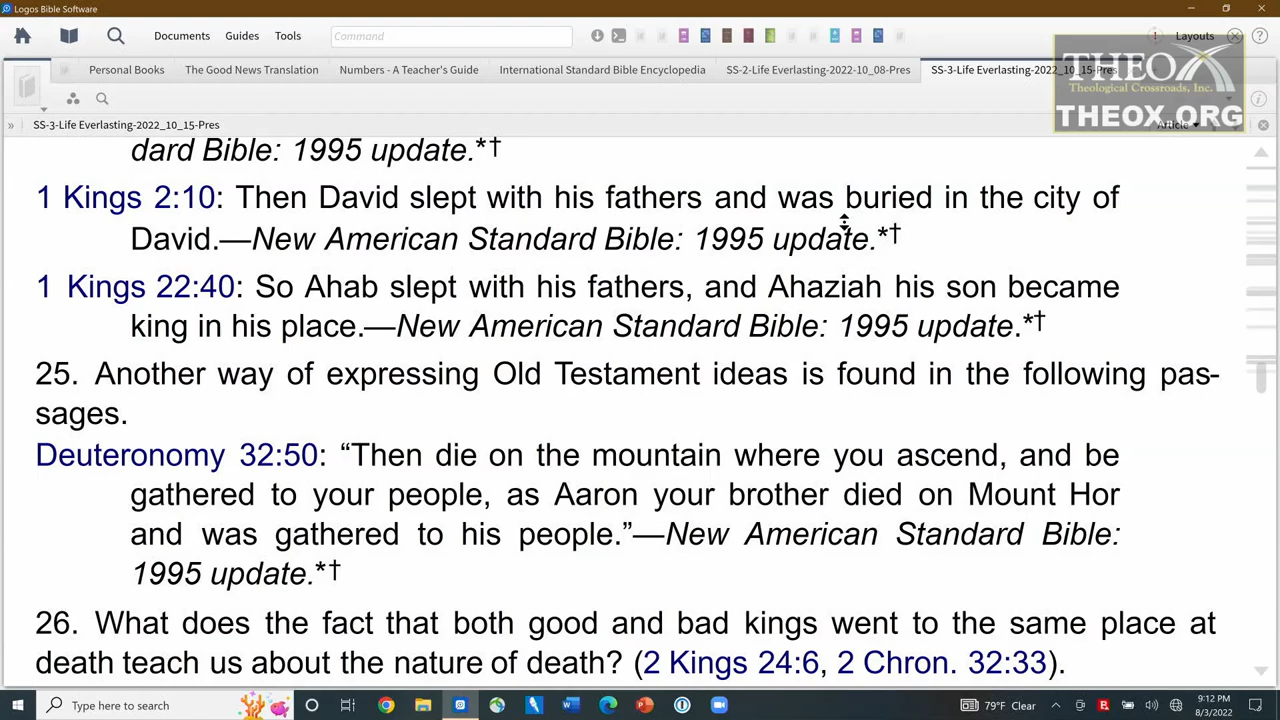 Logos Bible Software
Documents Guides Tools Command Layouts
Personal Books The Good News Translation International Standard Bible Encyclopedia SS-2-Life Everlasting-2022-10_08-Pres SS-3-Life Everlasting-2022_10_15-Pres
THEOX
Theological Crossroads, Inc.
THEOX.ORG
SS-3-Life Everlasting-2022_10_15-Pres Article
dard Bible: 1995 update.*†
1 Kings 2:10: Then David slept with his fathers and was buried in the city of
David.—New American Standard Bible: 1995 update.*†
1 Kings 22:40: So Ahab slept with his fathers, and Ahaziah his son became
king in his place.—New American Standard Bible: 1995 update.*†
25. Another way of expressing Old Testament ideas is found in the following pas-
sages.
Deuteronomy 32:50: “Then die on the mountain where you ascend, and be
gathered to your people, as Aaron your brother died on Mount Hor
and was gathered to his people.”—New American Standard Bible:
1995 update.*†
26. What does the fact that both good and bad kings went to the same place at
death teach us about the nature of death? (2 Kings 24:6, 2 Chron. 32:33).
Type here to search 79°F Clear 9:12 PM
8/3/2022